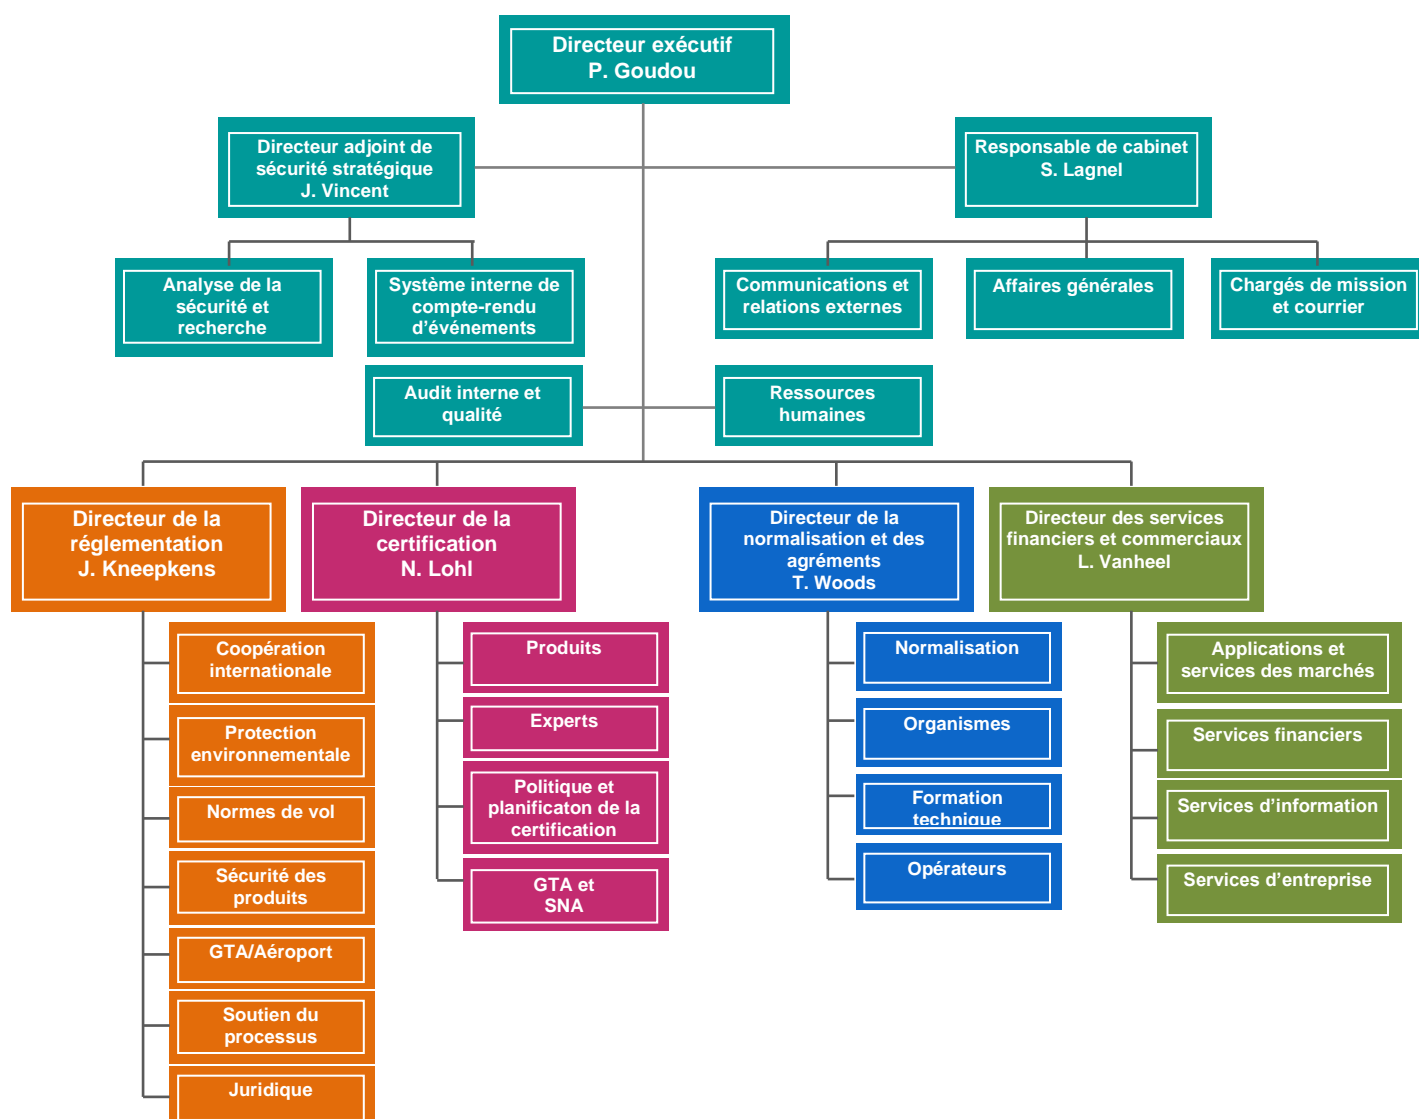 Directeur exécutif
P. Goudou
Directeur adjoint de
sécurité stratégique
J. Vincent
Responsable de cabinet
S. Lagnel
Analyse de la
sécurité et
recherche
Système interne de
compte-rendu
d'événements
Communications et
relations externes
Affaires générales
Chargés de mission
et courrier
Audit interne et
qualité
Ressources
humaines
Directeur de la
réglementation
J. Kneepkens
Directeur de la
certification
N. Lohl
Directeur de la
normalisation et des
agréments
T. Woods
Directeur des services
financiers et commerciaux
L. Vanheel
Coopération
internationale
Protection
environnementale
Normes de vol
Sécurité des
produits
GTA/Aéroport
Soutien du
processus
Juridique
Produits
Experts
Politique et
planificaton de la
certification
GTA et
SNA
Normalisation
Organismes
Formation
technique
Opérateurs
Applications et
services des marchés
Services financiers
Services d'information
Services d'entreprise